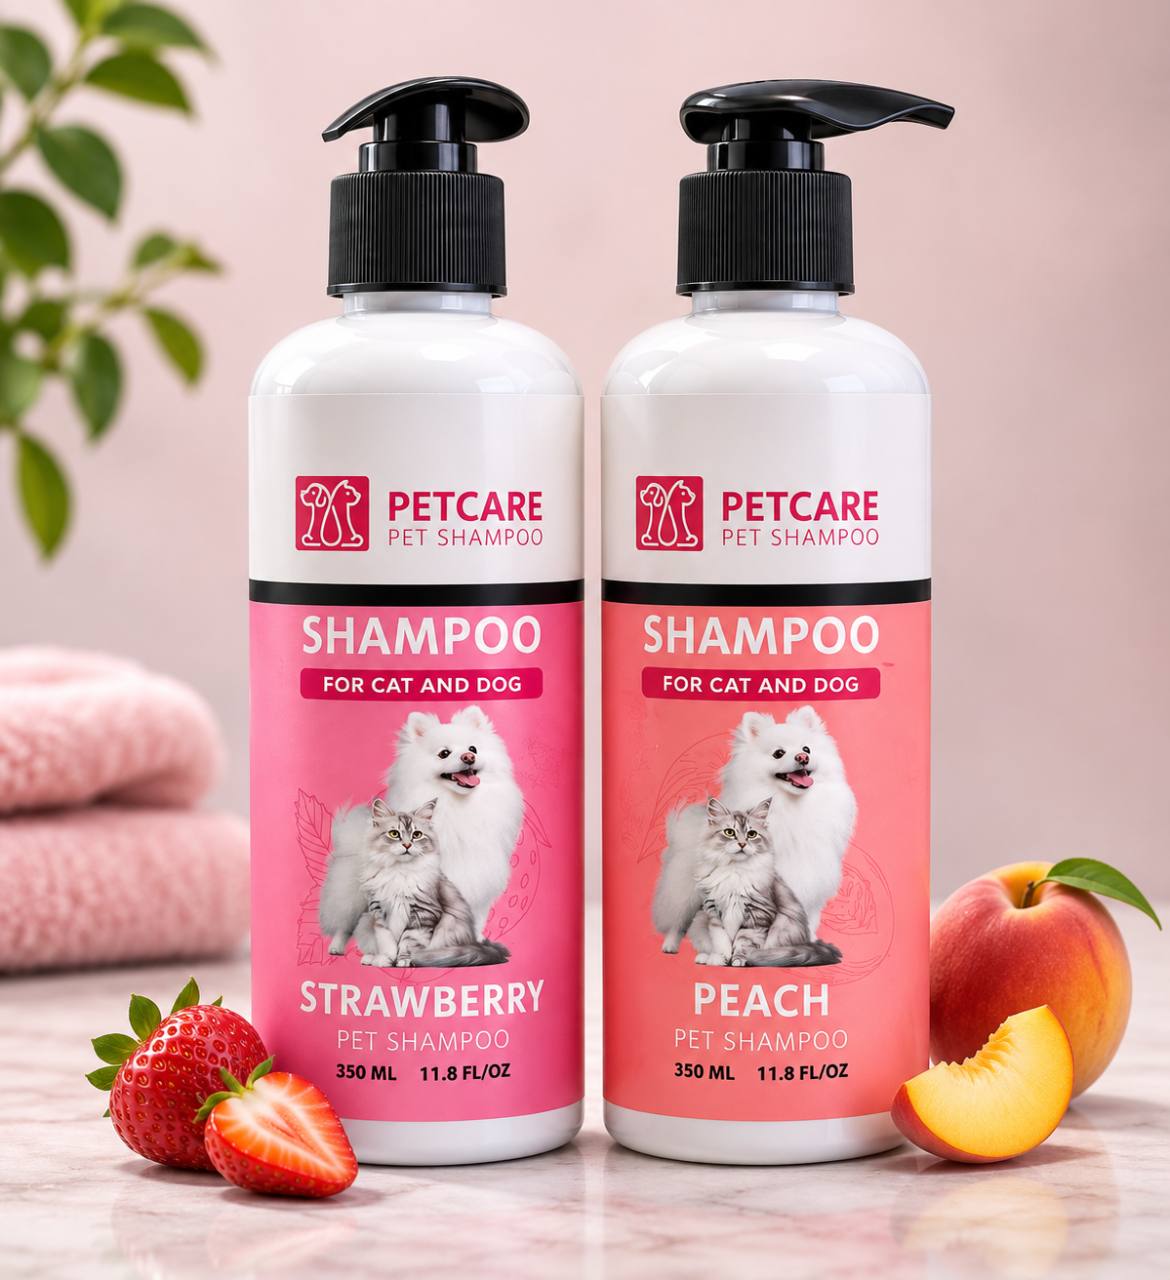 PETCARE
PET SHAMPOO
SHAMPOO
FOR CAT AND DOG
STRAWBERRY
PET SHAMPOO
350 ML 11.8 FL/OZ
PETCARE
PET SHAMPOO
SHAMPOO
FOR CAT AND DOG
PEACH
PET SHAMPOO
350 ML 11.8 FL/OZ